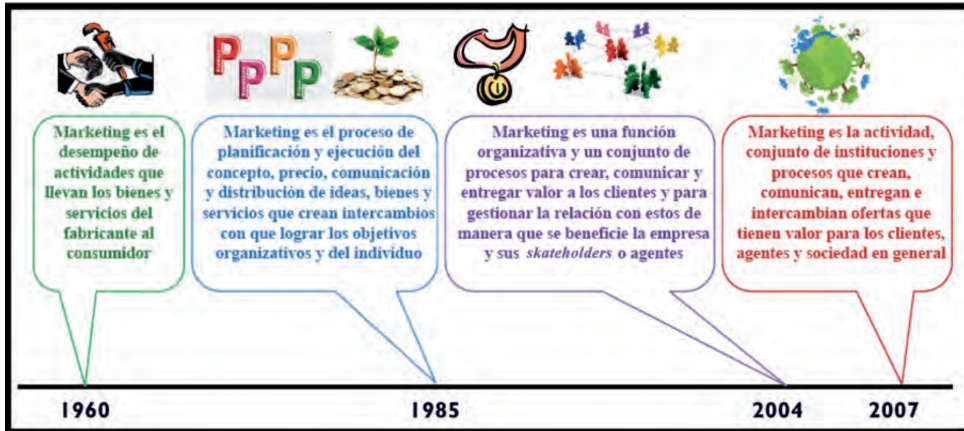 P P P P
Marketing es el
desempeño de
actividades que
llevan los bienes y
servicios del
fabricante al
consumidor
Marketing es el proceso de
planificación y ejecución del
concepto, precio, comunicación
y distribución de ideas, bienes y
servicios que crean intercambios
con que lograr los objetivos
organizativos y del individuo
Marketing es una función
organizativa y un conjunto de
procesos para crear, comunicar y
entregar valor a los clientes y para
gestionar la relación con estos de
manera que se beneficie la empresa
y sus skateholders o agentes
Marketing es la actividad,
conjunto de instituciones y
procesos que crean,
comunican, entregan e
intercambian ofertas que
tienen valor para los clientes,
agentes y sociedad en general
1960
1985
2004
2007